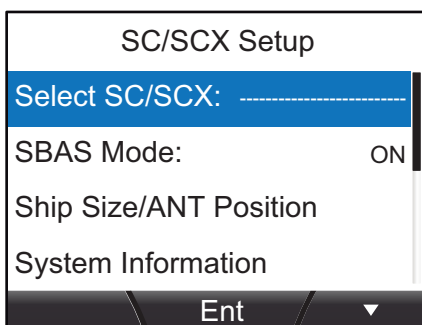 SC/SCX Setup
Select SC/SCX: --------------------------
SBAS Mode: ON
Ship Size/ANT Position
System Information
Ent ▼